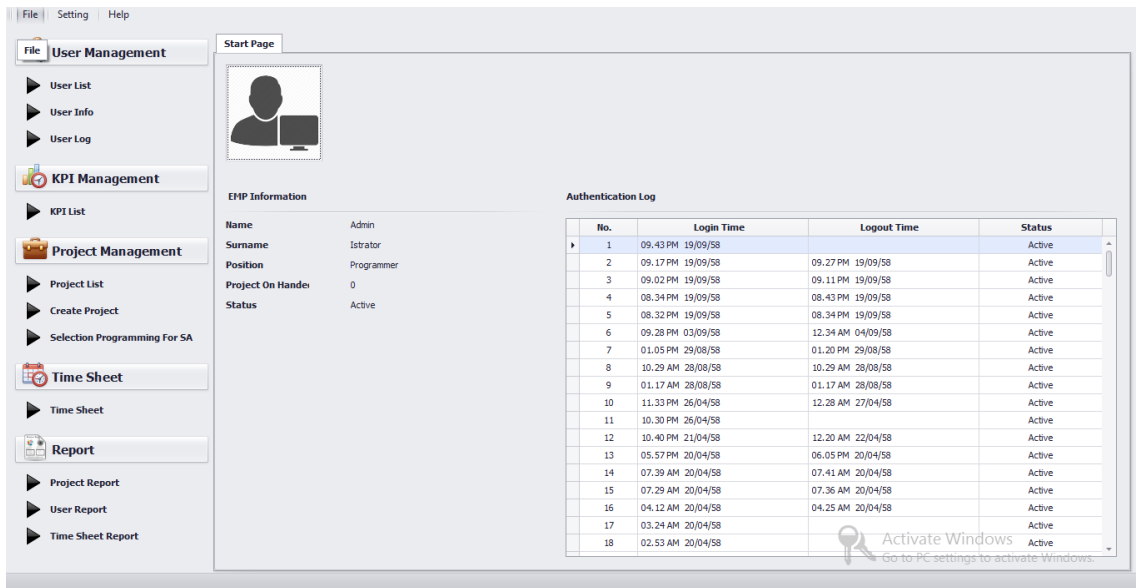 File Setting Help
File
User Management
User List
User Info
User Log
KPI Management
KPI List
Project Management
Project List
Create Project
Selection Programming For SA
Time Sheet
Time Sheet
Report
Project Report
User Report
Time Sheet Report
Start Page
EMP Information
Name Admin
Surname Istrator
Position Programmer
Project On Handed 0
Status Active
Authentication Log
No. Login Time Logout Time Status
1 09.43 PM 19/09/58 Active
2 09.17 PM 19/09/58 09.27 PM 19/09/58 Active
3 09.02 PM 19/09/58 09.11 PM 19/09/58 Active
4 08.34 PM 19/09/58 08.43 PM 19/09/58 Active
5 08.32 PM 19/09/58 08.34 PM 19/09/58 Active
6 09.28 PM 03/09/58 12.34 AM 04/09/58 Active
7 01.05 PM 29/08/58 01.20 PM 29/08/58 Active
8 10.29 AM 28/08/58 10.29 AM 28/08/58 Active
9 01.17 AM 28/08/58 01.17 AM 28/08/58 Active
10 11.33 PM 26/04/58 12.28 AM 27/04/58 Active
11 10.30 PM 26/04/58 Active
12 10.40 PM 21/04/58 12.20 AM 22/04/58 Active
13 05.57 PM 20/04/58 06.05 PM 20/04/58 Active
14 07.39 AM 20/04/58 07.41 AM 20/04/58 Active
15 07.29 AM 20/04/58 07.36 AM 20/04/58 Active
16 04.12 AM 20/04/58 04.25 AM 20/04/58 Active
17 03.24 AM 20/04/58 Active
18 02.53 AM 20/04/58 Active
Activate Windows
Go to PC settings to activate Windows.